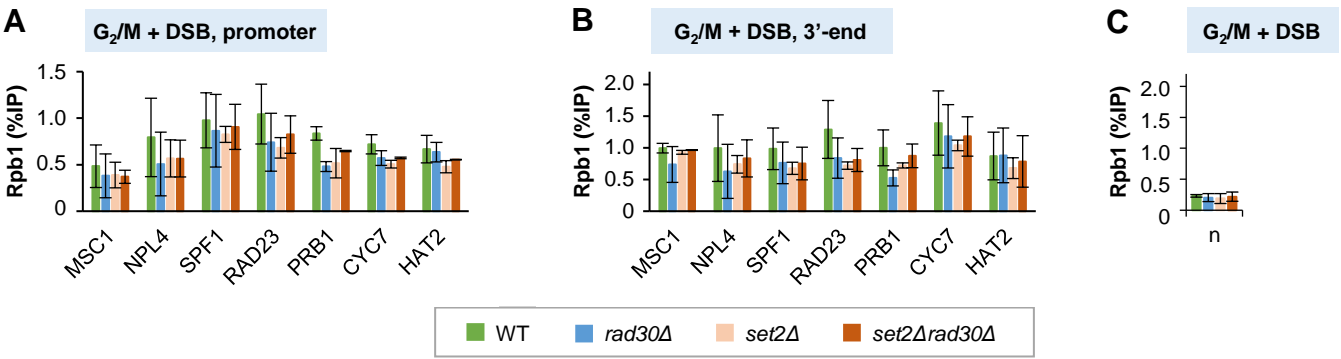 A
G2/M + DSB, promoter
Rpb1 (%IP)
1.5
1.0
0.5
0
MSC1
NPL4
SPF1
RAD23
PRB1
CYC7
HAT2
B
G2/M + DSB, 3’-end
Rpb1 (%IP)
2.0
1.5
1.0
0.5
0
MSC1
NPL4
SPF1
RAD23
PRB1
CYC7
HAT2
C
G2/M + DSB
Rpb1 (%IP)
2.0
1.5
1.0
0.5
0
n
WT rad30Δ set2Δ set2Δrad30Δ